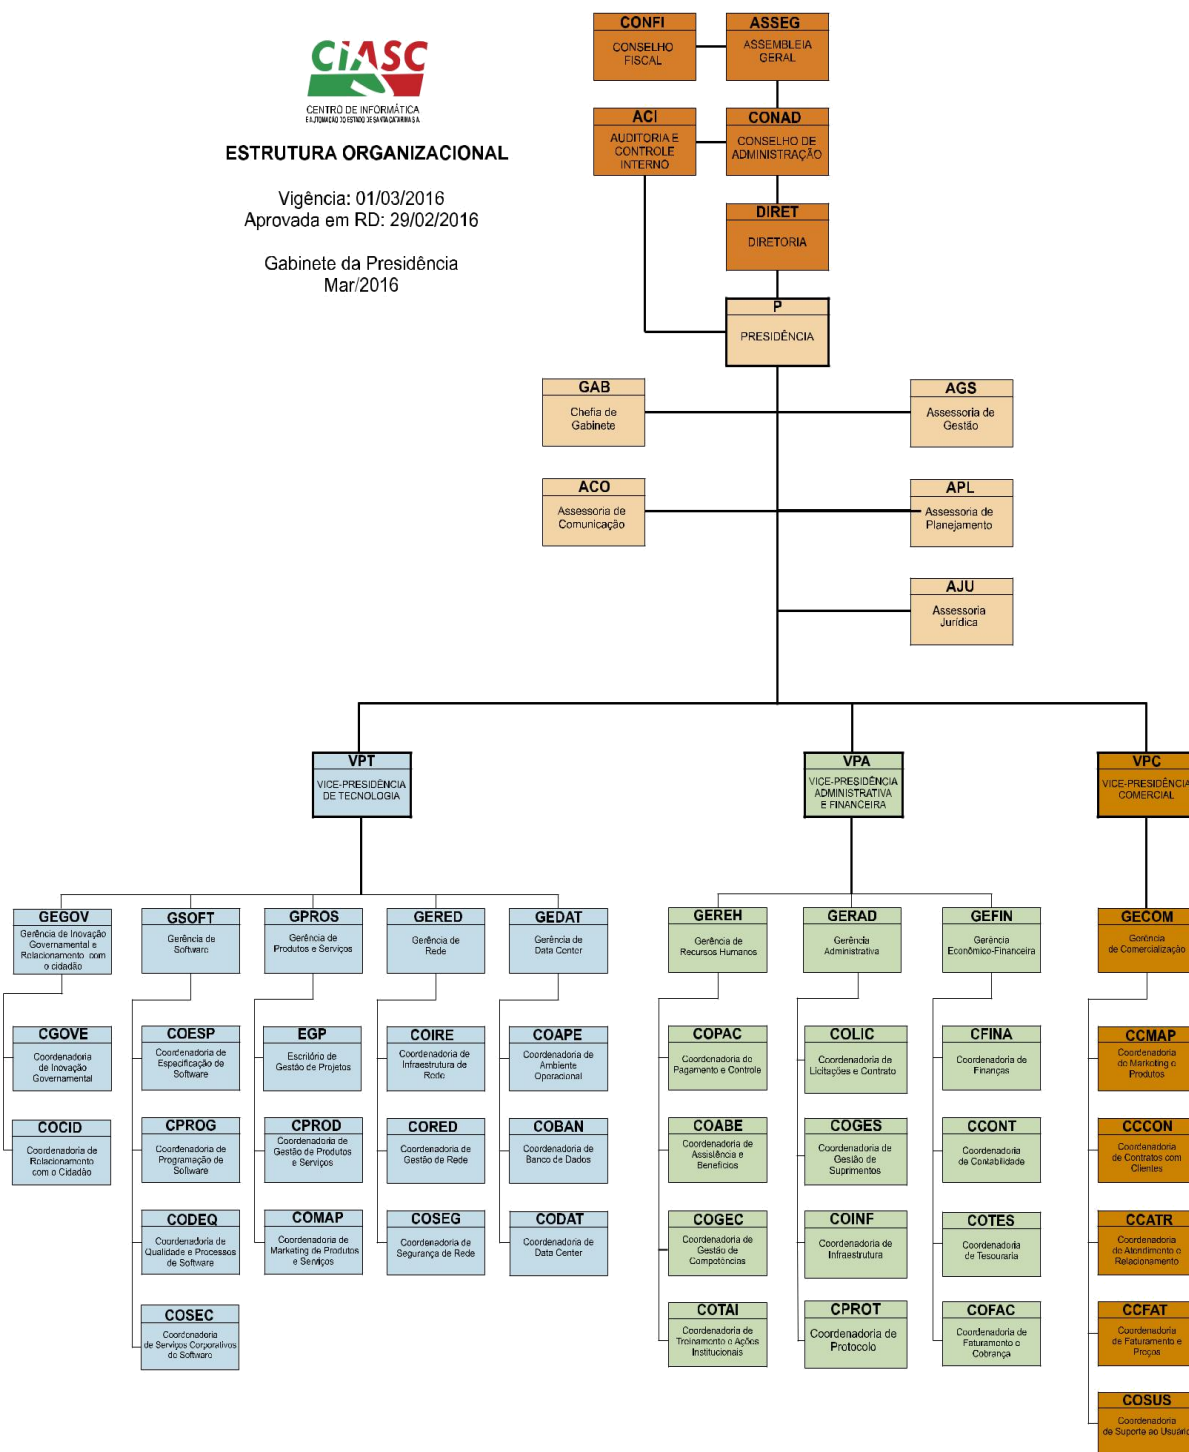 CONFI
CONSELHO
FISCAL
ASSEG
ASSEMBLEIA
GERAL
CiASC
CENTRO DE INFORMÁTICA
E AUTOMAÇÃO DO ESTADO DE SANTA CATARINA S.A.
ESTRUTURA ORGANIZACIONAL
Vigência: 01/03/2016
Aprovada em RD: 29/02/2016
Gabinete da Presidência
Mar/2016
ACI
AUDITORIA E
CONTROLE
INTERNO
CONAD
CONSELHO DE
ADMINISTRAÇÃO
DIRET
DIRETORIA
P
PRESIDÊNCIA
GAB
Chefia de
Gabinete
AGS
Assessoria de
Gestão
ACO
Assessoria de
Comunicação
APL
Assessoria de
Planejamento
AJU
Assessoria
Jurídica
VPT
VICE-PRESIDÊNCIA
DE TECNOLOGIA
VPA
VICE-PRESIDÊNCIA
ADMINISTRATIVA
E FINANCEIRA
VPC
VICE-PRESIDÊNCIA
COMERCIAL
GEGOV
Gerência de Inovação
Governamental e
Relacionamento com
o cidadão
GSOFT
Gerência de
Software
GPROS
Gerência de
Produtos e Serviços
GERED
Gerência de
Rede
GEDAT
Gerência de
Data Center
GEREH
Gerência de
Recursos Humanos
GERAD
Gerência
Administrativa
GEFIN
Gerência
Econômico-Financeira
GECOM
Gerência
de Comercialização
CGOVE
Coordenadoria
de Inovação
Governamental
COESP
Coordenadoria de
Especificação de
Software
EGP
Escritório de
Gestão de Projetos
COIRE
Coordenadoria de
Infraestrutura de
Rede
COAPE
Coordenadoria de
Ambiente
Operacional
COPAC
Coordenadoria de
Pagamento e Controle
COLIC
Coordenadoria de
Licitações e Contrato
CFINA
Coordenadoria de
Finanças
CCMAP
Coordenadoria
de Marketing e
Produtos
COCID
Coordenadoria de
Relacionamento
com o Cidadão
CPROG
Coordenadoria de
Programação de
Software
CPROD
Coordenadoria de
Gestão de Produtos
e Serviços
CORED
Coordenadoria de
Gestão de Rede
COBAN
Coordenadoria de
Banco de Dados
COABE
Coordenadoria de
Assistência e
Benefícios
COGES
Coordenadoria de
Gestão de
Suprimentos
CCONT
Coordenadoria
de Contabilidade
CCCON
Coordenadoria
de Contratos com
Clientes
CODEQ
Coordenadoria de
Qualidade e Processos
de Software
COMAP
Coordenadoria de
Marketing de Produtos
e Serviços
COSEG
Coordenadoria de
Segurança de Rede
CODAT
Coordenadoria de
Data Center
COGEC
Coordenadoria de
Gestão de
Competências
COINF
Coordenadoria de
Infraestrutura
COTES
Coordenadoria
de Tesouraria
CCATR
Coordenadoria
de Atendimento e
Relacionamento
COSEC
Coordenadoria
de Serviços Corporativos
de Software
COTAI
Coordenadoria de
Treinamento e Ações
Institucionais
CPROT
Coordenadoria de
Protocolo
COFAC
Coordenadoria de
Faturamento e
Cobrança
CCFAT
Coordenadoria
de Faturamento e
Preços
COSUS
Coordenadoria
de Suporte ao Usuário